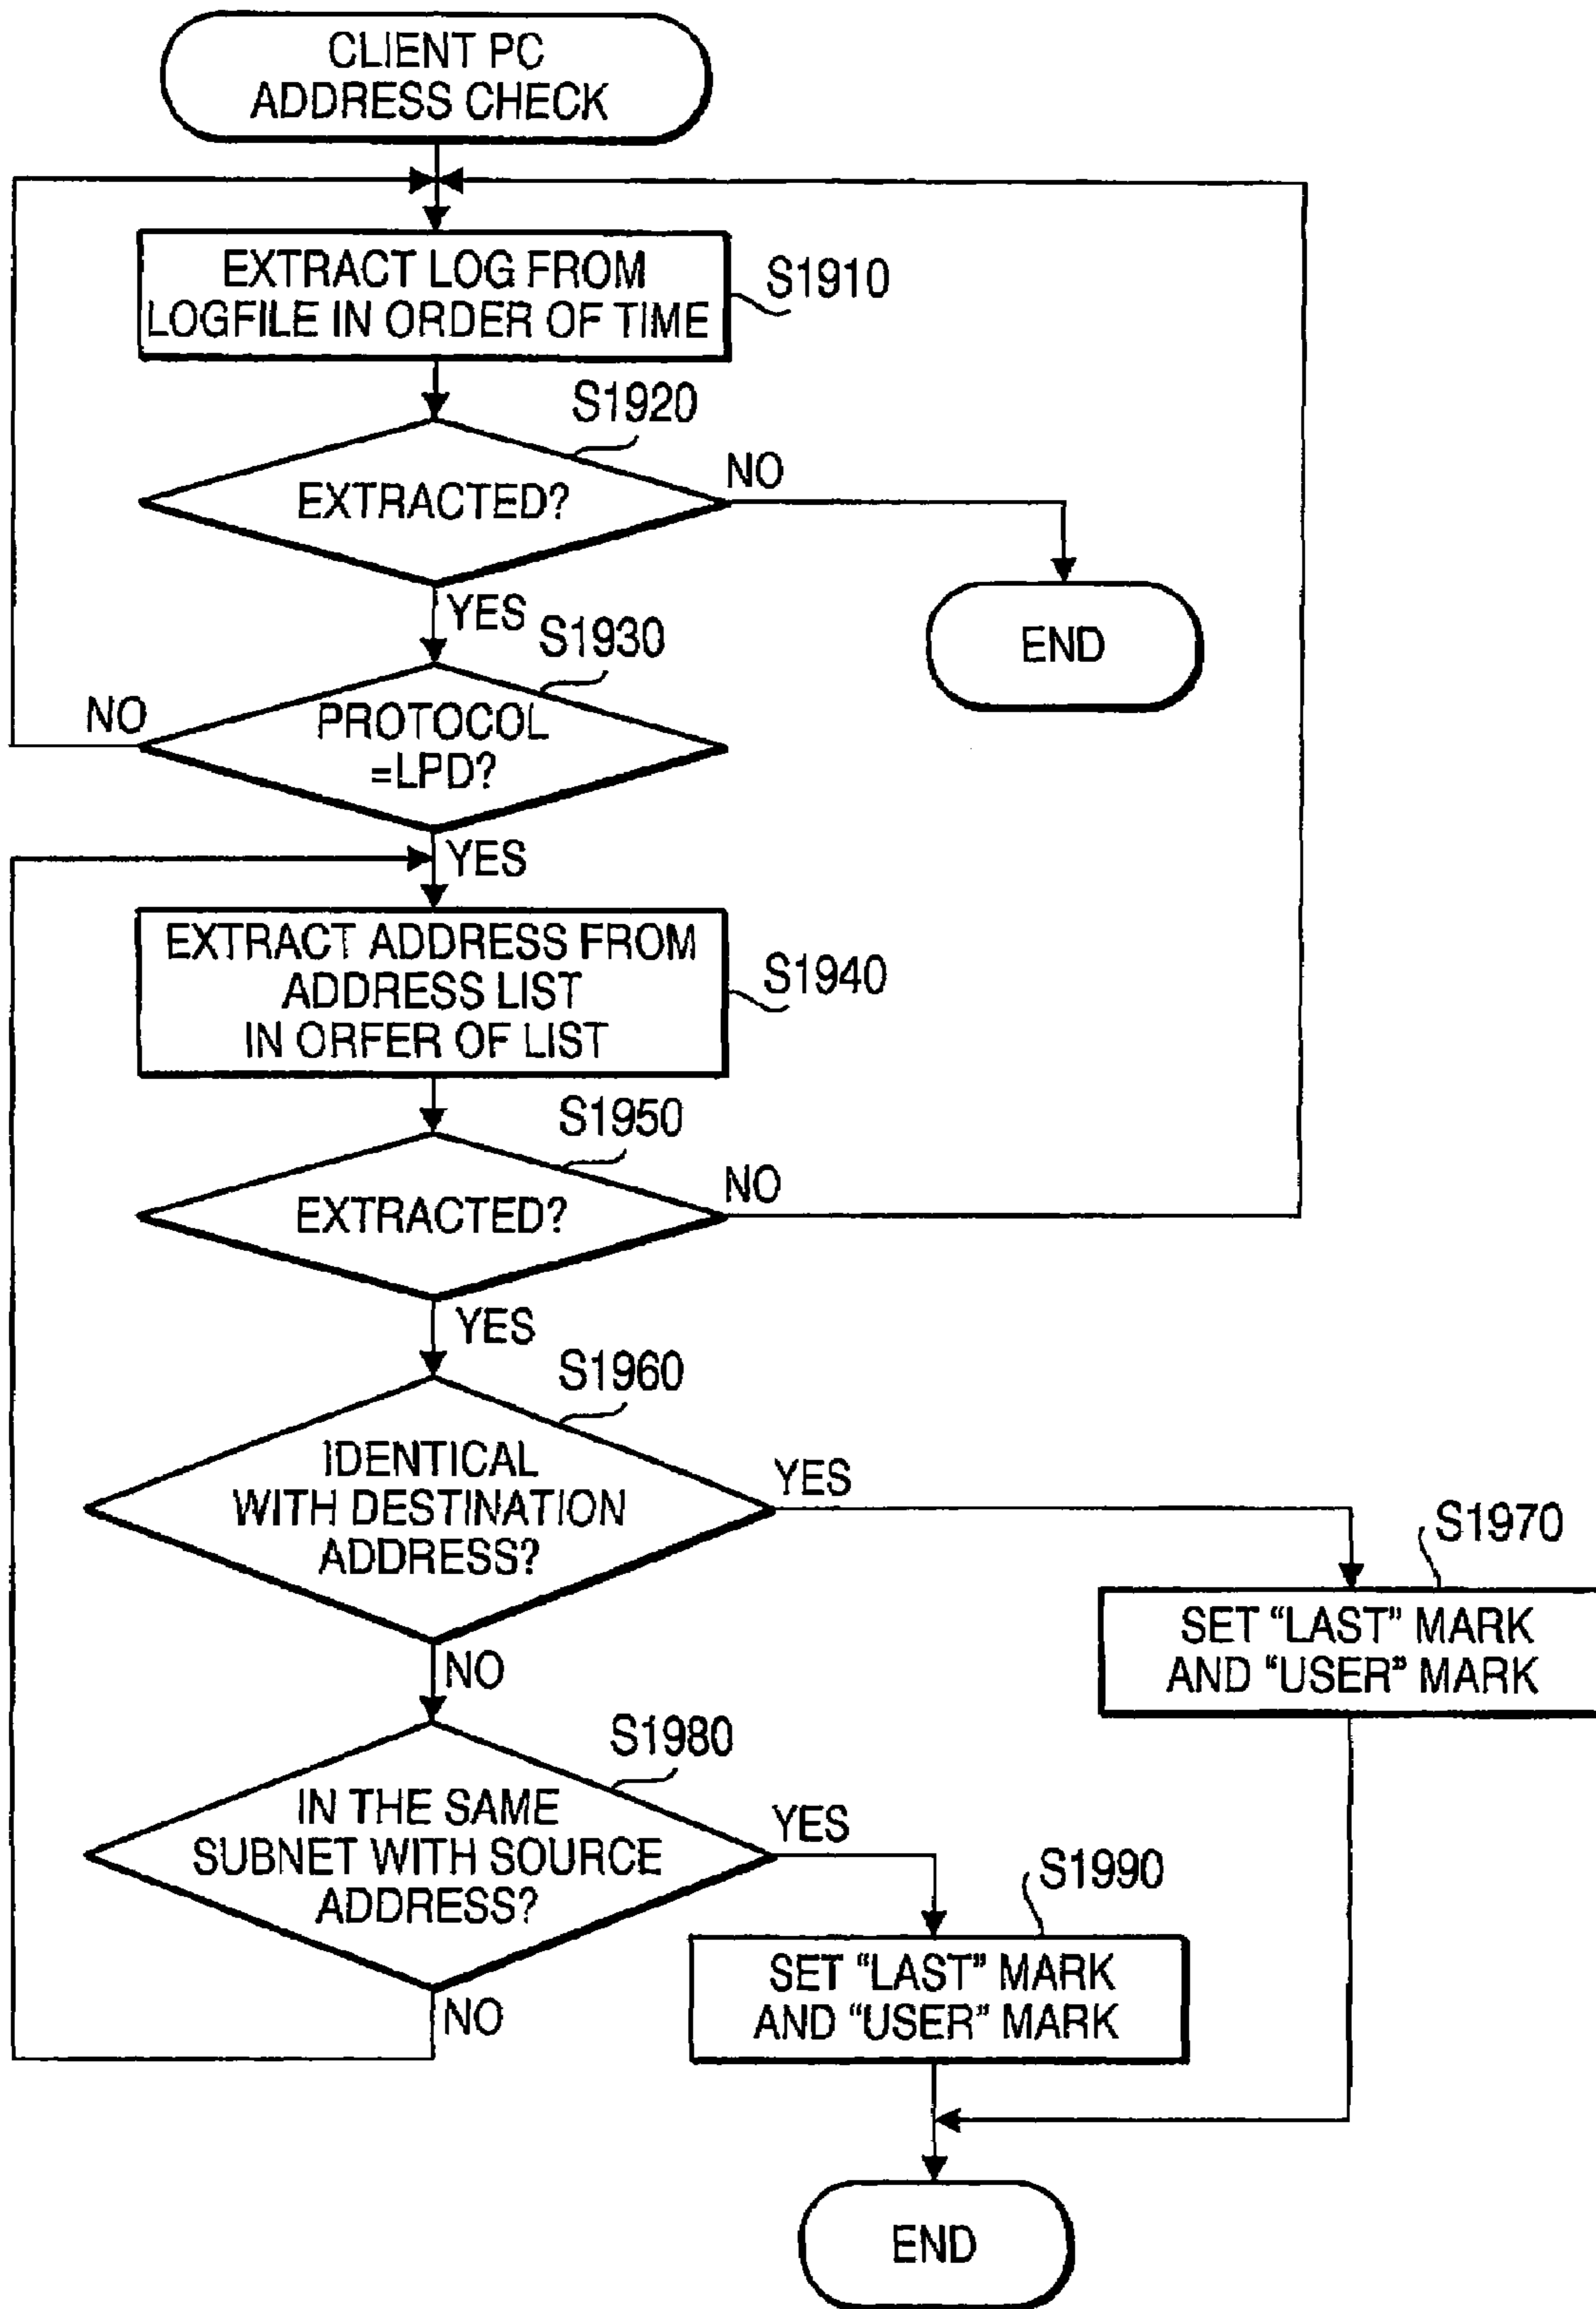 CLIENT PC
ADDRESS CHECK
EXTRACT LOG FROM
LOGFILE IN ORDER OF TIME
S1910
S1920
EXTRACTED?
NO
YES
END
S1930
NO
PROTOCOL
=LPD?
YES
EXTRACT ADDRESS FROM
ADDRESS LIST
IN ORFER OF LIST
S1940
S1950
EXTRACTED?
NO
YES
S1960
IDENTICAL
WITH DESTINATION
ADDRESS?
YES
NO
S1970
SET “LAST” MARK
AND “USER” MARK
S1980
IN THE SAME
SUBNET WITH SOURCE
ADDRESS?
YES
NO
S1990
SET “LAST” MARK
AND “USER” MARK
END